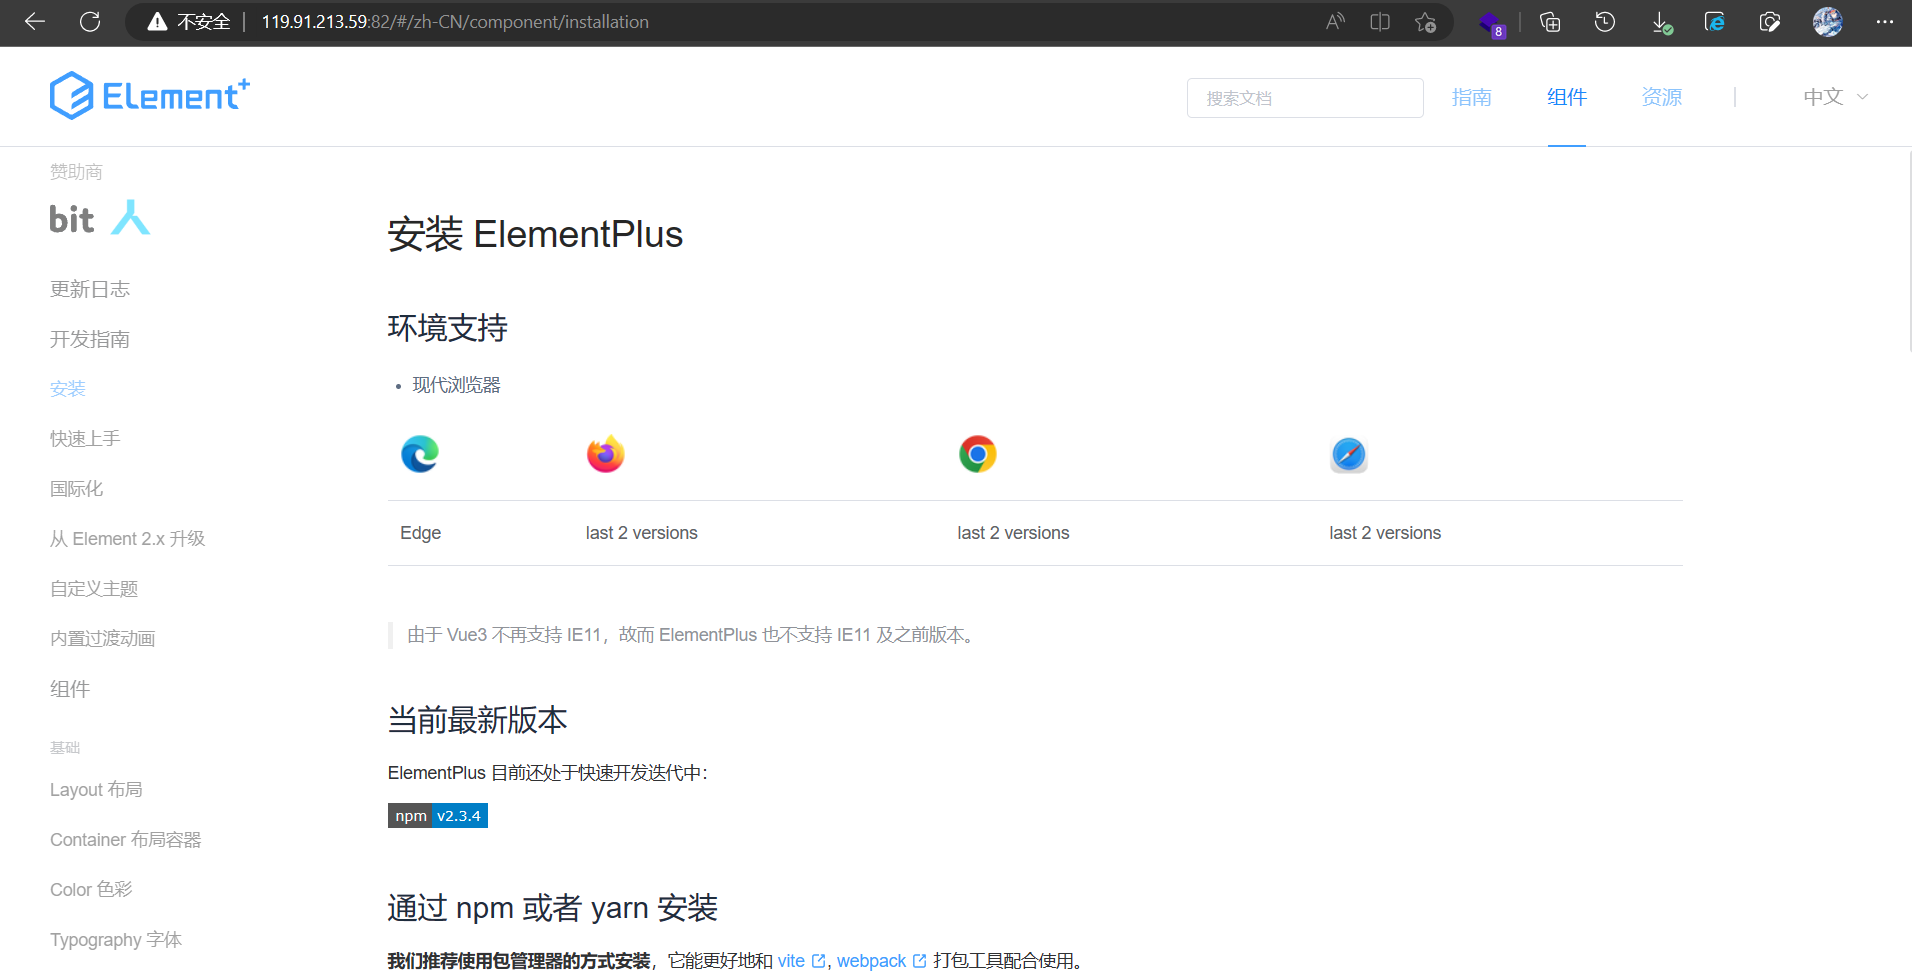 不安全 119.91.213.59:82/#/zh-CN/component/installation
8
Element+
搜索文档 指南 组件 资源 中文
赞助商
bit
更新日志
开发指南
安装
快速上手
国际化
从 Element 2.x 升级
自定义主题
内置过渡动画
组件
基础
Layout 布局
Container 布局容器
Color 色彩
Typography 字体
安装 ElementPlus
环境支持
• 现代浏览器
Edge last 2 versions last 2 versions last 2 versions
由于 Vue3 不再支持 IE11，故而 ElementPlus 也不支持 IE11 及之前版本。
当前最新版本
ElementPlus 目前还处于快速开发迭代中：
npm v2.3.4
通过 npm 或者 yarn 安装
我们推荐使用包管理器的方式安装，它能更好地和 vite, webpack 打包工具配合使用。